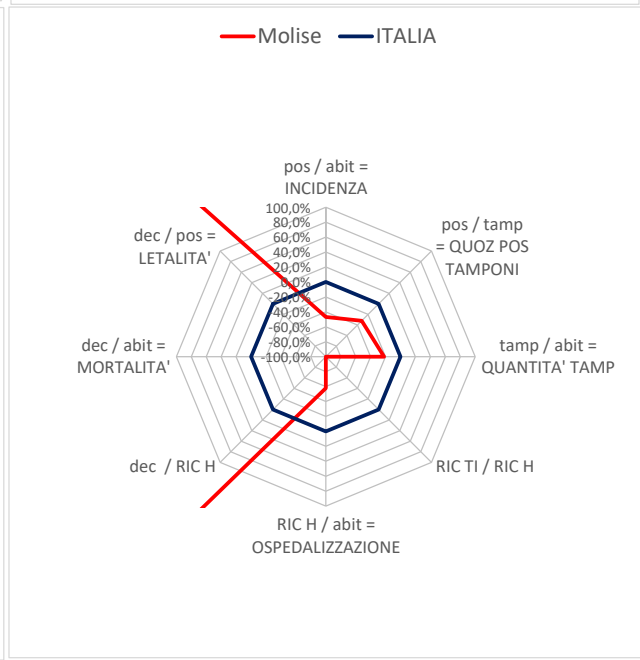 Molise ITALIA
pos / abit =
INCIDENZA
pos / tamp
= QUOZ POS
TAMPONI
tamp / abit =
QUANTITA' TAMP
RIC TI / RIC H
RIC H / abit =
OSPEDALIZZAZIONE
dec / RIC H
dec / abit =
MORTALITA'
dec / pos =
LETALITA'
100,0%
80,0%
60,0%
40,0%
20,0%
0,0%
-20,0%
-40,0%
-60,0%
-80,0%
-100,0%